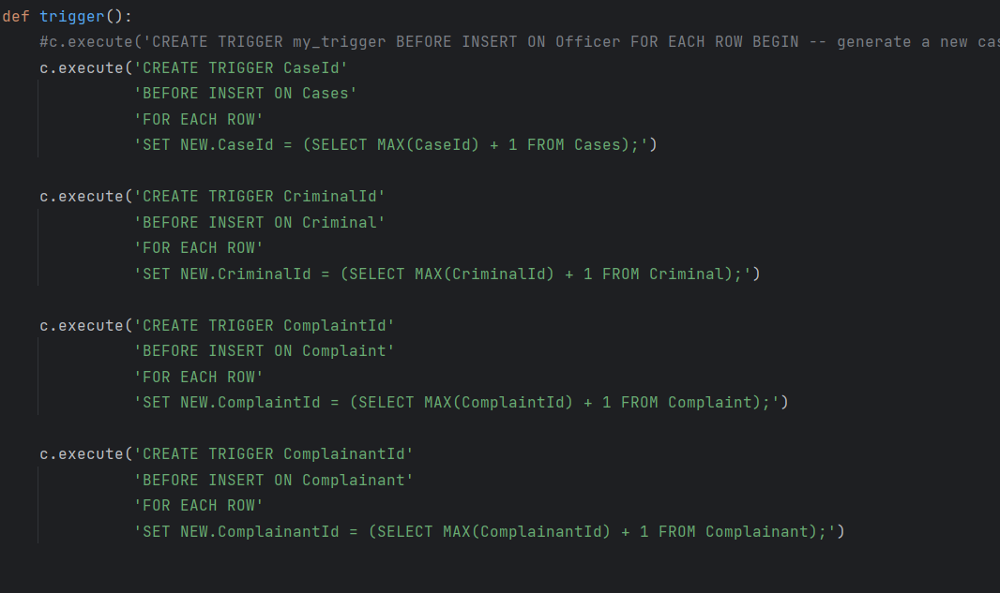 def trigger():
    #c.execute('CREATE TRIGGER my_trigger BEFORE INSERT ON Officer FOR EACH ROW BEGIN -- generate a new
    c.execute('CREATE TRIGGER CaseId'
              'BEFORE INSERT ON Cases'
              'FOR EACH ROW'
              'SET NEW.CaseId = (SELECT MAX(CaseId) + 1 FROM Cases);')
    c.execute('CREATE TRIGGER CriminalId'
              'BEFORE INSERT ON Criminal'
              'FOR EACH ROW'
              'SET NEW.CriminalId = (SELECT MAX(CriminalId) + 1 FROM Criminal);')
    c.execute('CREATE TRIGGER ComplaintId'
              'BEFORE INSERT ON Complaint'
              'FOR EACH ROW'
              'SET NEW.ComplaintId = (SELECT MAX(ComplaintId) + 1 FROM Complaint);')
    c.execute('CREATE TRIGGER ComplainantId'
              'BEFORE INSERT ON Complainant'
              'FOR EACH ROW'
              'SET NEW.ComplainantId = (SELECT MAX(ComplainantId) + 1 FROM Complainant);')